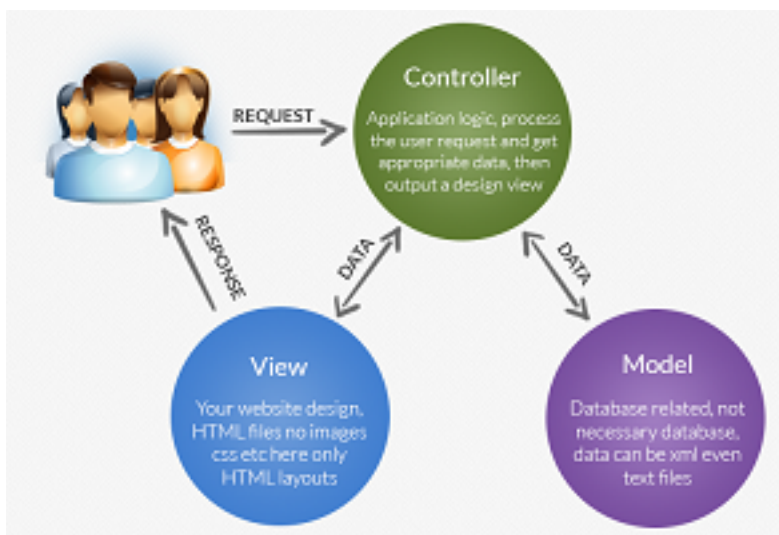 Controller
REQUEST
Application logic, process
the user request and get
appropriate data, then
output a design view
RESPONSE
DATA
DATA
View
Your website design,
HTML files no images
css etc here only
HTML layouts
Model
Database related, not
necessary database,
data can be xml even
text files